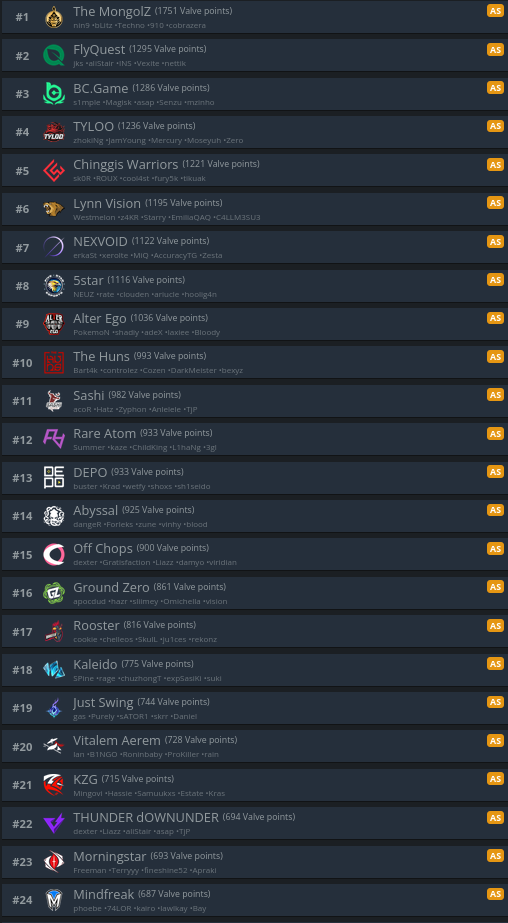 #1 The MongolZ (1751 Valve points) AS
nin9 •bLitz •Techno •910 •cobrazera
#2 FlyQuest (1295 Valve points) AS
jks •aliStair •INS •Vexite •nettik
#3 BC.Game (1286 Valve points) AS
s1mple •Magisk •asap •Senzu •mzinho
#4 TYLOO (1236 Valve points) AS
zhokiNg •JamYoung •Mercury •Moseyuh •Zero
#5 Chinggis Warriors (1221 Valve points) AS
sk0R •ROUX •cool4st •fury5k •tikuak
#6 Lynn Vision (1195 Valve points) AS
Westmelon •z4KR •Starry •EmiliaQAQ •C4LLM3SU3
#7 NEXVOID (1122 Valve points) AS
erkaSt •xerolte •MiQ •AccuracyTG •Zesta
#8 5star (1116 Valve points) AS
NEUZ •rate •clouden •ariucle •hoolig4n
#9 Alter Ego (1036 Valve points) AS
PokemoN •shadiy •adeX •laxiee •Bloody
#10 The Huns (993 Valve points) AS
Bart4k •controlez •Cozen •DarkMeister •bexyz
#11 Sashi (982 Valve points) AS
acoR •Hatz •Zyphon •Anlelele •TjP
#12 Rare Atom (933 Valve points) AS
Summer •kaze •ChildKing •L1haNg •3gl
#13 DEPO (933 Valve points) AS
buster •Krad •wetfy •shoxs •sh1seido
#14 Abyssal (925 Valve points) AS
dangeR •Forleks •zune •vinhy •blood
#15 Off Chops (900 Valve points) AS
dexter •Gratisfaction •Liazz •damyo •viridian
#16 Ground Zero (861 Valve points) AS
apocdud •hazr •sllimey •Omichella •vision
#17 Rooster (816 Valve points) AS
cookie •chelleos •SkulL •ju1ces •rekonz
#18 Kaleido (775 Valve points) AS
SPine •rage •chuzhongT •expSasiKi •suki
#19 Just Swing (744 Valve points) AS
gas •Purely •sATOR1 •skrr •Daniel
#20 Vitalem Aerem (728 Valve points) AS
ian •B1NGO •Roninbaby •ProKiller •rain
#21 KZG (715 Valve points) AS
Mingovi •Hassie •Samuukxs •Estate •Kras
#22 THUNDER dOWNUNDER (694 Valve points) AS
dexter •Liazz •aliStair •asap •TjP
#23 Morningstar (693 Valve points) AS
Freeman •Terryyy •fineshine52 •Apraki
#24 Mindfreak (687 Valve points) AS
phoebe •74LOR •kairo •lawlkay •Bay